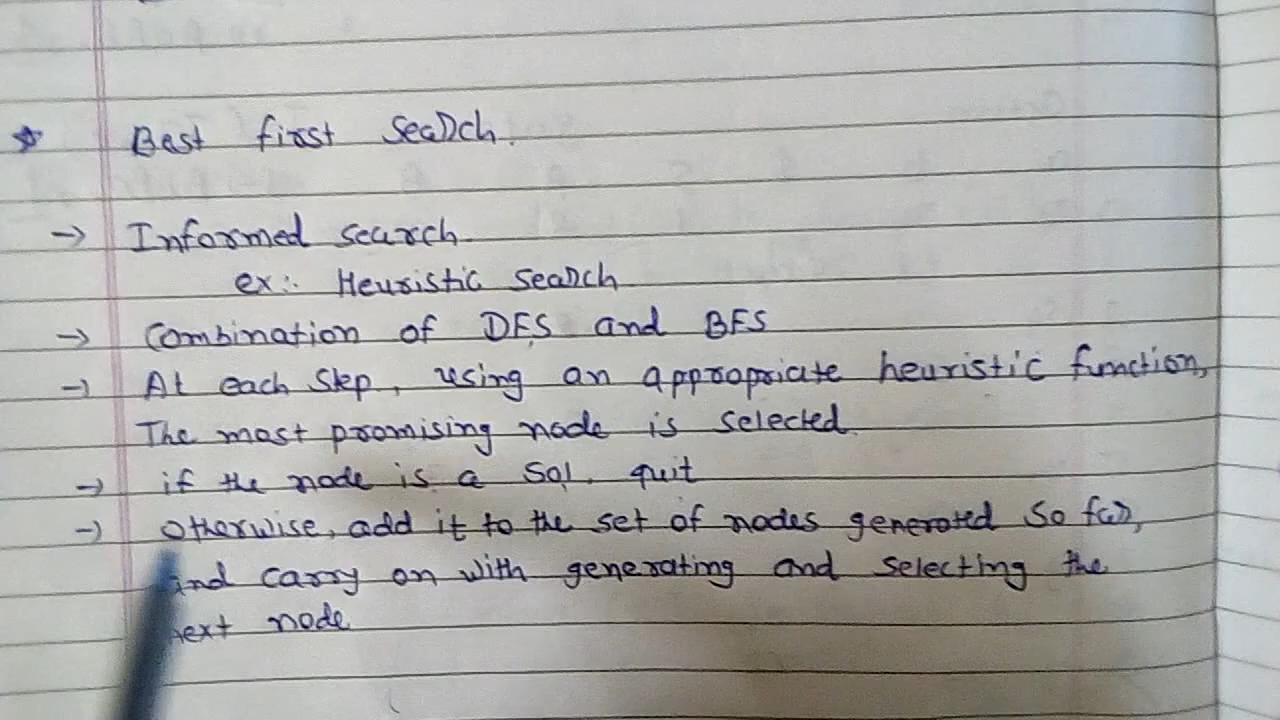 * Best first search.
→ Informed search.
ex:. Heuristic search
→ Combination of DFS and BFS
→ At each step, using an appropriate heuristic function,
The most promising node is selected.
→ if the node is a sol. quit
→ Otherwise, add it to the set of nodes generated so far,
and carry on with generating and selecting the
next node